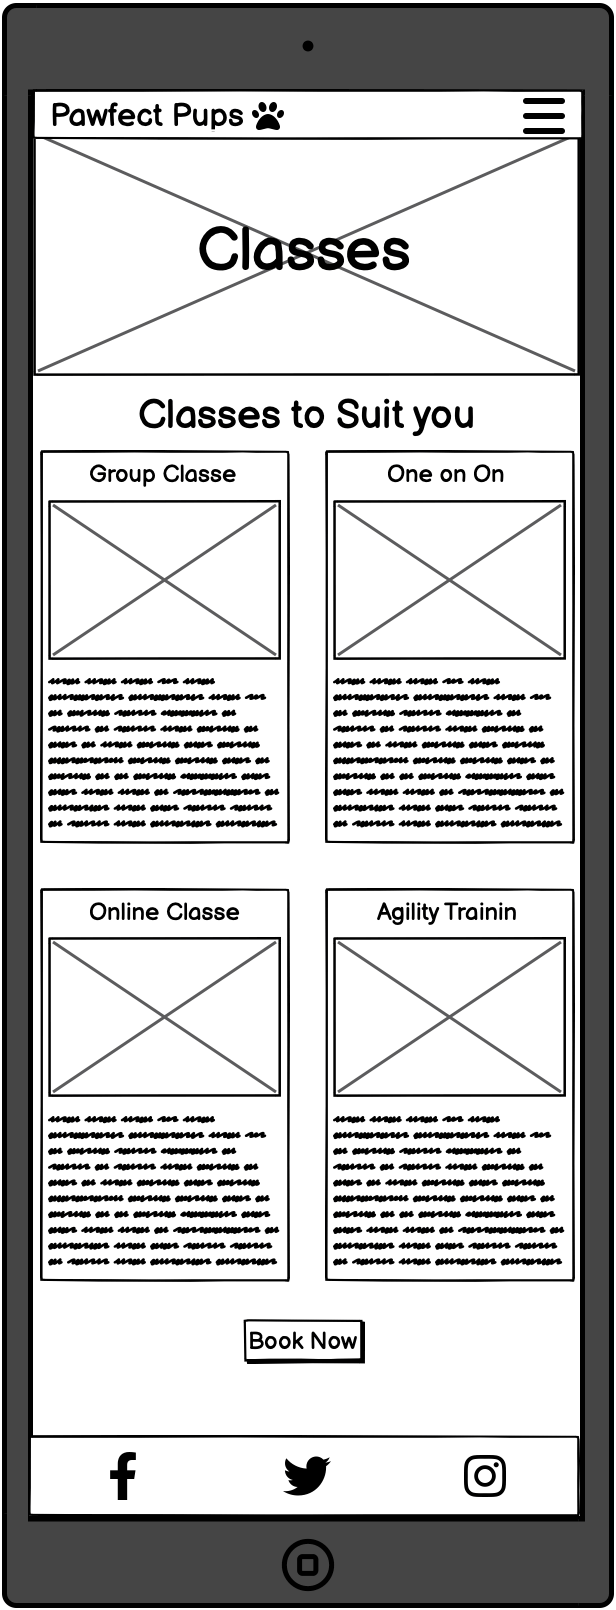 Pawfect Pups
Classes
Classes to Suit you
Group Classe
One on On
Online Classe
Agility Trainin
Book Now